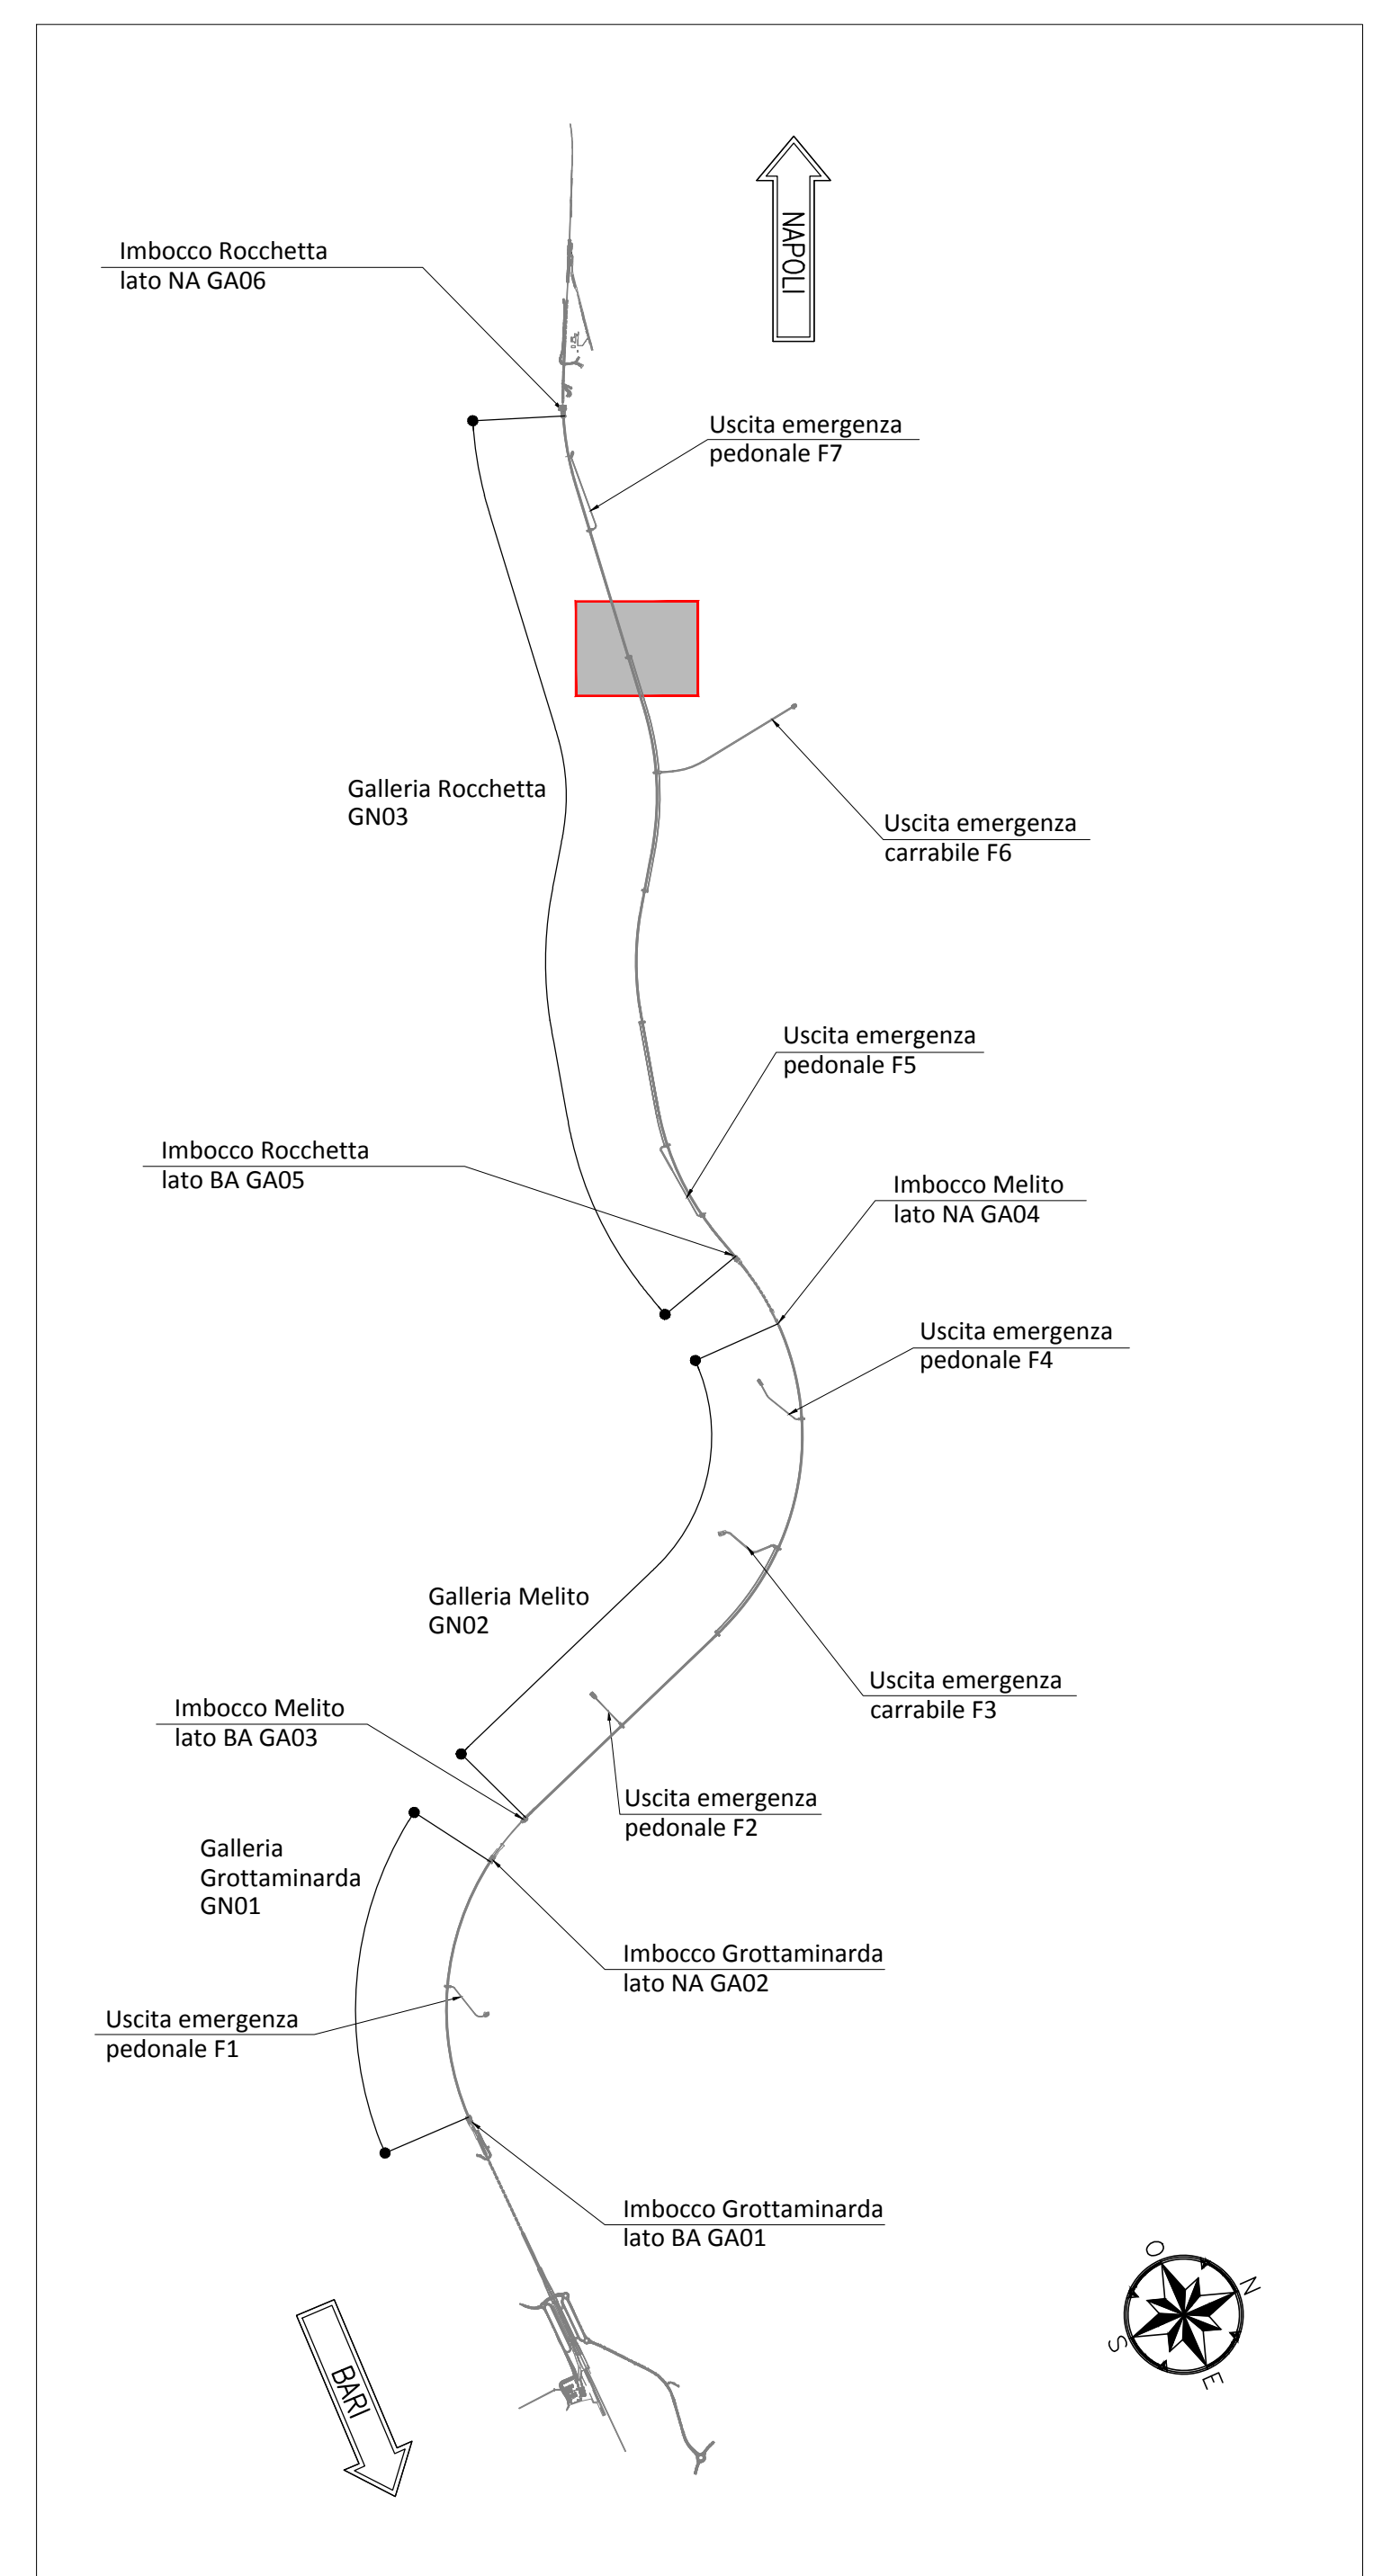 NAPOLI
Imbocco Rocchetta
lato NA GA06
Uscita emergenza
pedonale F7
Galleria Rocchetta
GN03
Uscita emergenza
carrabile F6
Uscita emergenza
pedonale F5
Imbocco Rocchetta
lato BA GA05
Imbocco Melito
lato NA GA04
Uscita emergenza
pedonale F4
Galleria Melito
GN02
Uscita emergenza
carrabile F3
Imbocco Melito
lato BA GA03
Uscita emergenza
pedonale F2
Galleria
Grottaminarda
GN01
Imbocco Grottaminarda
lato NA GA02
Uscita emergenza
pedonale F1
Imbocco Grottaminarda
lato BA GA01
BARI
O
N
S
E